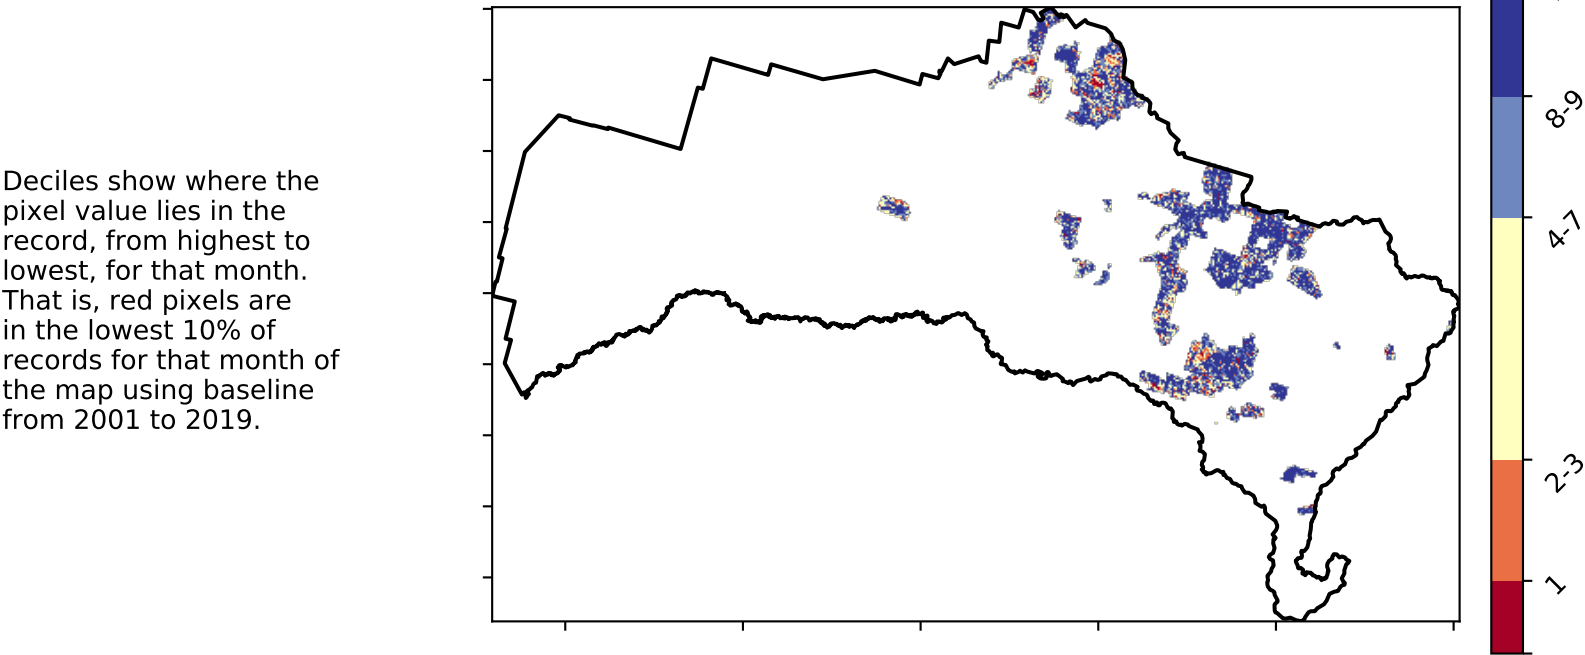 Deciles show where the
pixel value lies in the
record, from highest to
lowest, for that month.
That is, red pixels are
in the lowest 10% of
records for that month of
the map using baseline
from 2001 to 2019.
8-9
4-7
2-3
1